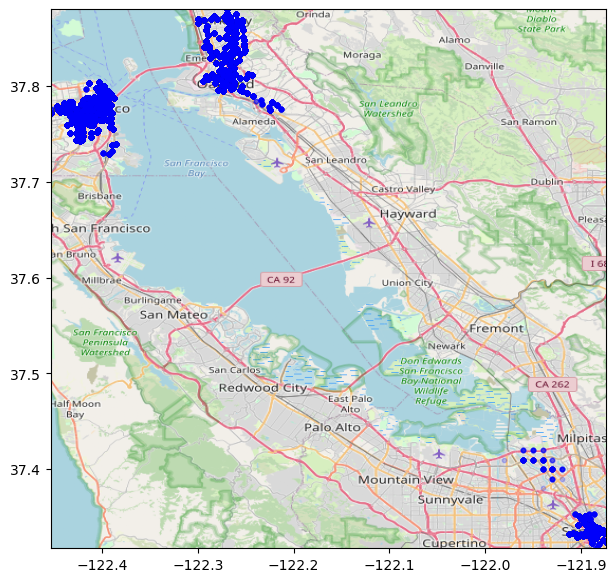 Orinda
Mount
Diablo
State Park
Alamo
Moraga
Danville
37.8
San Leandro
Watershed
San Ramon
Alameda
San Francisco
Bay
San Leandro
37.7
Castro Valley
Dublin
Brisbane
Hayward
h San Francisco
an Bruno
Millbrae
CA 92
I 68
37.6
Union City
Burlingame
San Mateo
Fremont
San Francisco
Peninsula
Watershed
Newark
Don Edwards
San Francisco
Bay National
Wildlife
Refuge
San Carlos
37.5
Redwood City
CA 262
East Palo
Alto
Half Moon
Bay
Palo Alto
Milpitas
37.4
Mount View
Sunnyvale
Cupertino
−122.4
−122.3
−122.2
−122.1
−122.0
−121.9